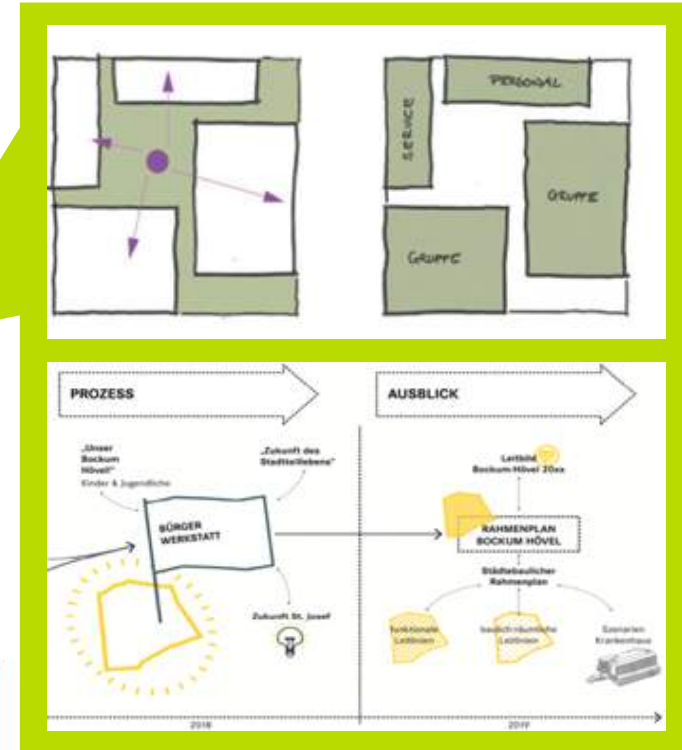 PERSONAL
SERVICE
GRUPPE
GRUPPE
PROZESS
AUSBLICK
„Unser
Bockum
Hövel!"
Kinder & Jugendliche
„Zukunft des
Stadtteillebens"
BÜRGER
WERKSTATT
Zukunft St. Josef
Leitbild
Bockum-Hövel 20xx
RAHMENPLAN
BOCKUM HÖVEL
Städtebaulicher
Rahmenplan
funktionale
Leitlinien
baulich-räumliche
Leitlinien
Szenarien
Krankenhaus
2018
2019